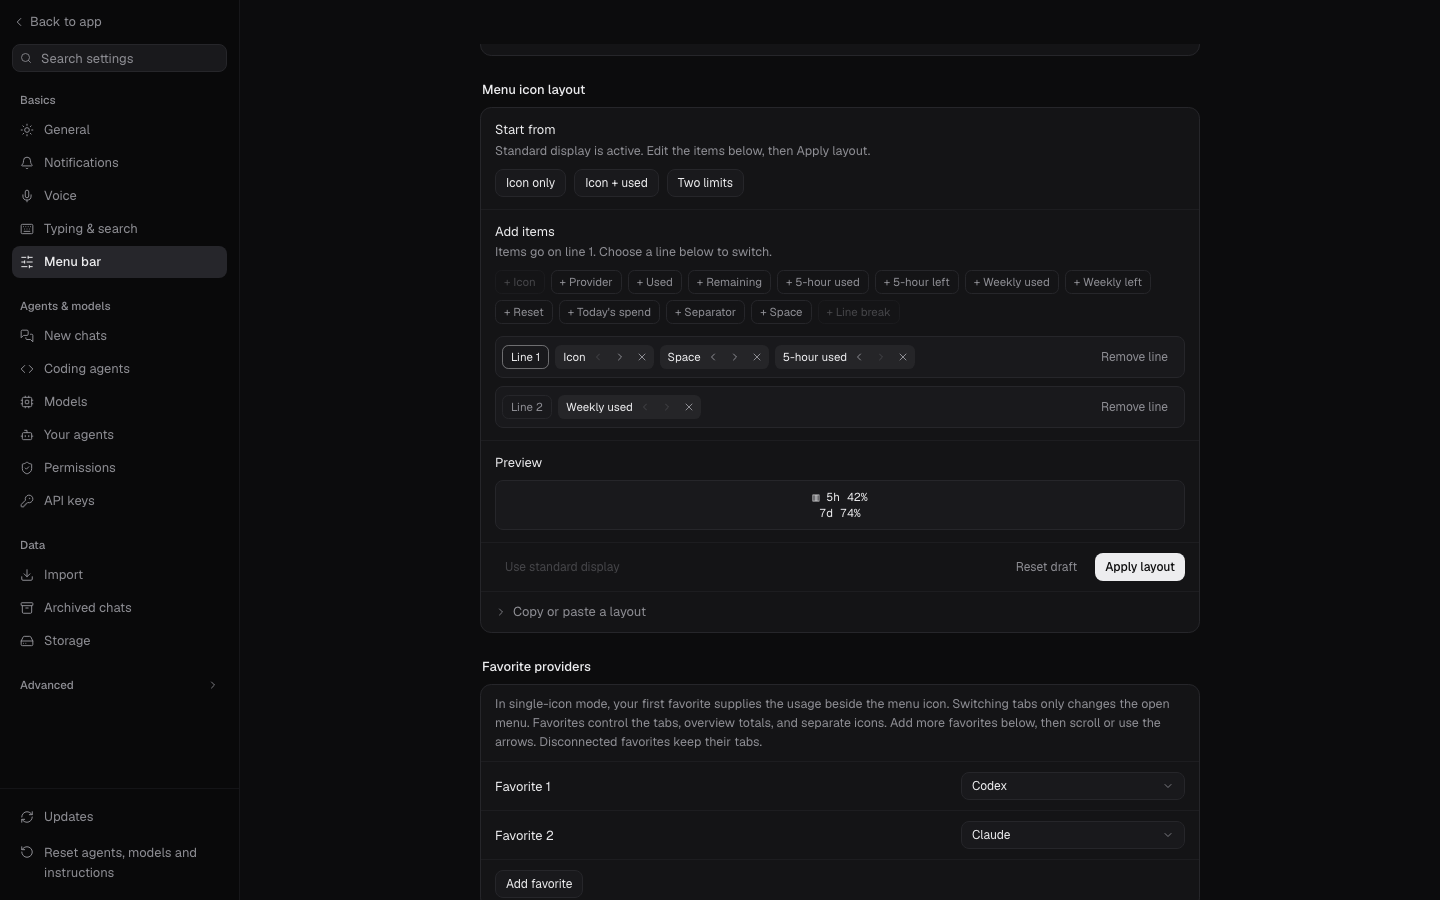 Back to app
Search settings
Basics
General
Notifications
Voice
Typing & search
Menu bar
Agents & models
New chats
Coding agents
Models
Your agents
Permissions
API keys
Data
Import
Archived chats
Storage
Advanced
Updates
Reset agents, models and
instructions
Menu icon layout
Start from
Standard display is active. Edit the items below, then Apply layout.
Icon only Icon + used Two limits
Add items
Items go on line 1. Choose a line below to switch.
+ Icon + Provider + Used + Remaining + 5-hour used + 5-hour left + Weekly used + Weekly left
+ Reset + Today's spend + Separator + Space + Line break
Line 1 Icon Space 5-hour used Remove line
Line 2 Weekly used Remove line
Preview
5h 42%
7d 74%
Use standard display Reset draft Apply layout
Copy or paste a layout
Favorite providers
In single-icon mode, your first favorite supplies the usage beside the menu icon. Switching tabs only changes the open
menu. Favorites control the tabs, overview totals, and separate icons. Add more favorites below, then scroll or use the
arrows. Disconnected favorites keep their tabs.
Favorite 1 Codex
Favorite 2 Claude
Add favorite